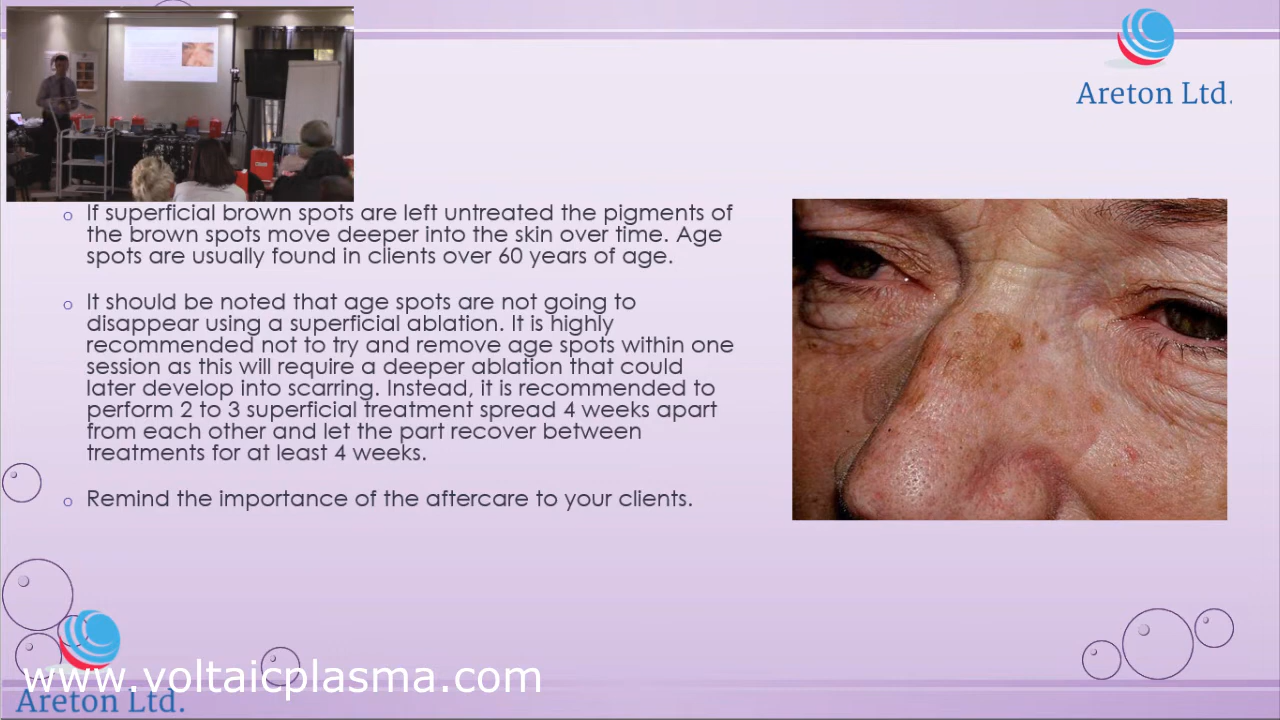 Areton Ltd.
If superficial brown spots are left untreated the pigments of
the brown spots move deeper into the skin over time. Age
spots are usually found in clients over 60 years of age.
It should be noted that age spots are not going to
disappear using a superficial ablation. It is highly
recommended not to try and remove age spots within one
session as this will require a deeper ablation that could
later develop into scarring. Instead, it is recommended to
perform 2 to 3 superficial treatment spread 4 weeks apart
from each other and let the part recover between
treatments for at least 4 weeks.
Remind the importance of the aftercare to your clients.
www.voltaicplasma.com
Areton Ltd.